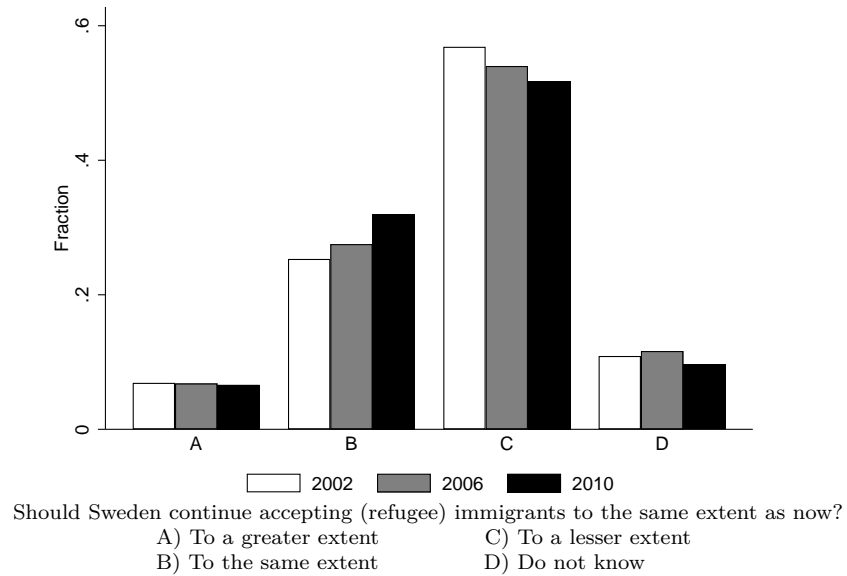 .6
.4
Fraction
.2
0
A B C D
2002 2006 2010
Should Sweden continue accepting (refugee) immigrants to the same extent as now?
A) To a greater extent C) To a lesser extent
B) To the same extent D) Do not know